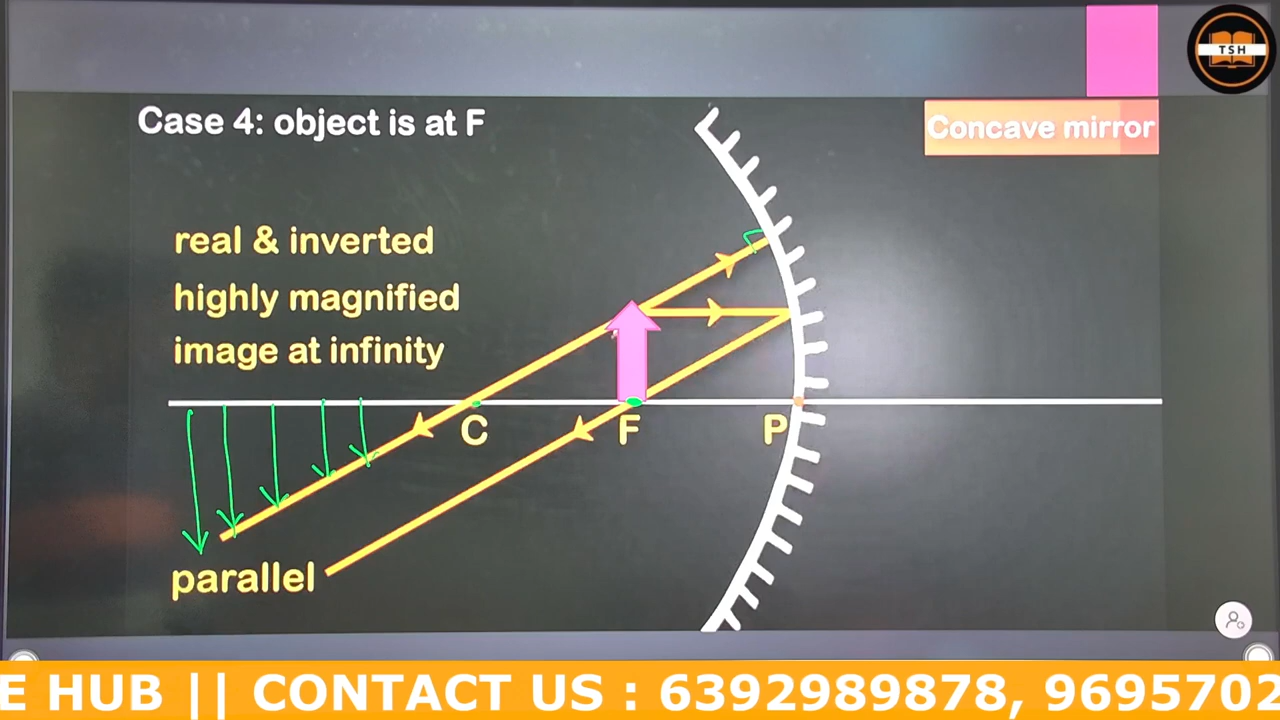 TSH
Case 4: object is at F
Concave mirror
real & inverted
highly magnified
image at infinity
C
F
P
parallel
E HUB || CONTACT US : 6392989878, 9695702